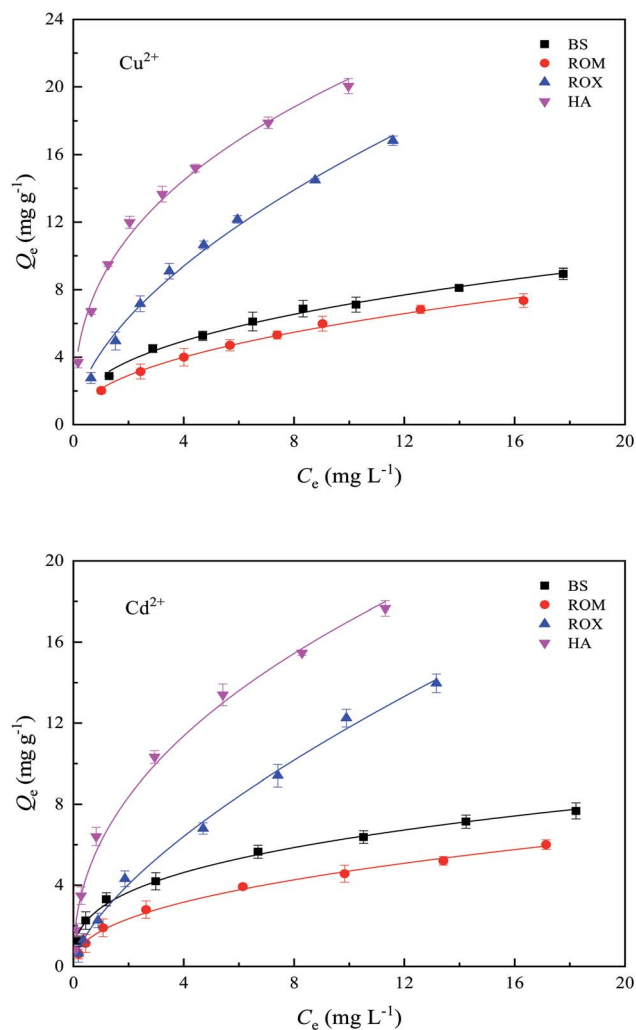 24
20
16
12
8
4
0
Qe (mg g-1)
Cu2+
BS
ROM
ROX
HA
0 4 8 12 16 20
Ce (mg L-1)
20
16
12
8
4
0
Qe (mg g-1)
Cd2+
BS
ROM
ROX
HA
0 4 8 12 16 20
Ce (mg L-1)